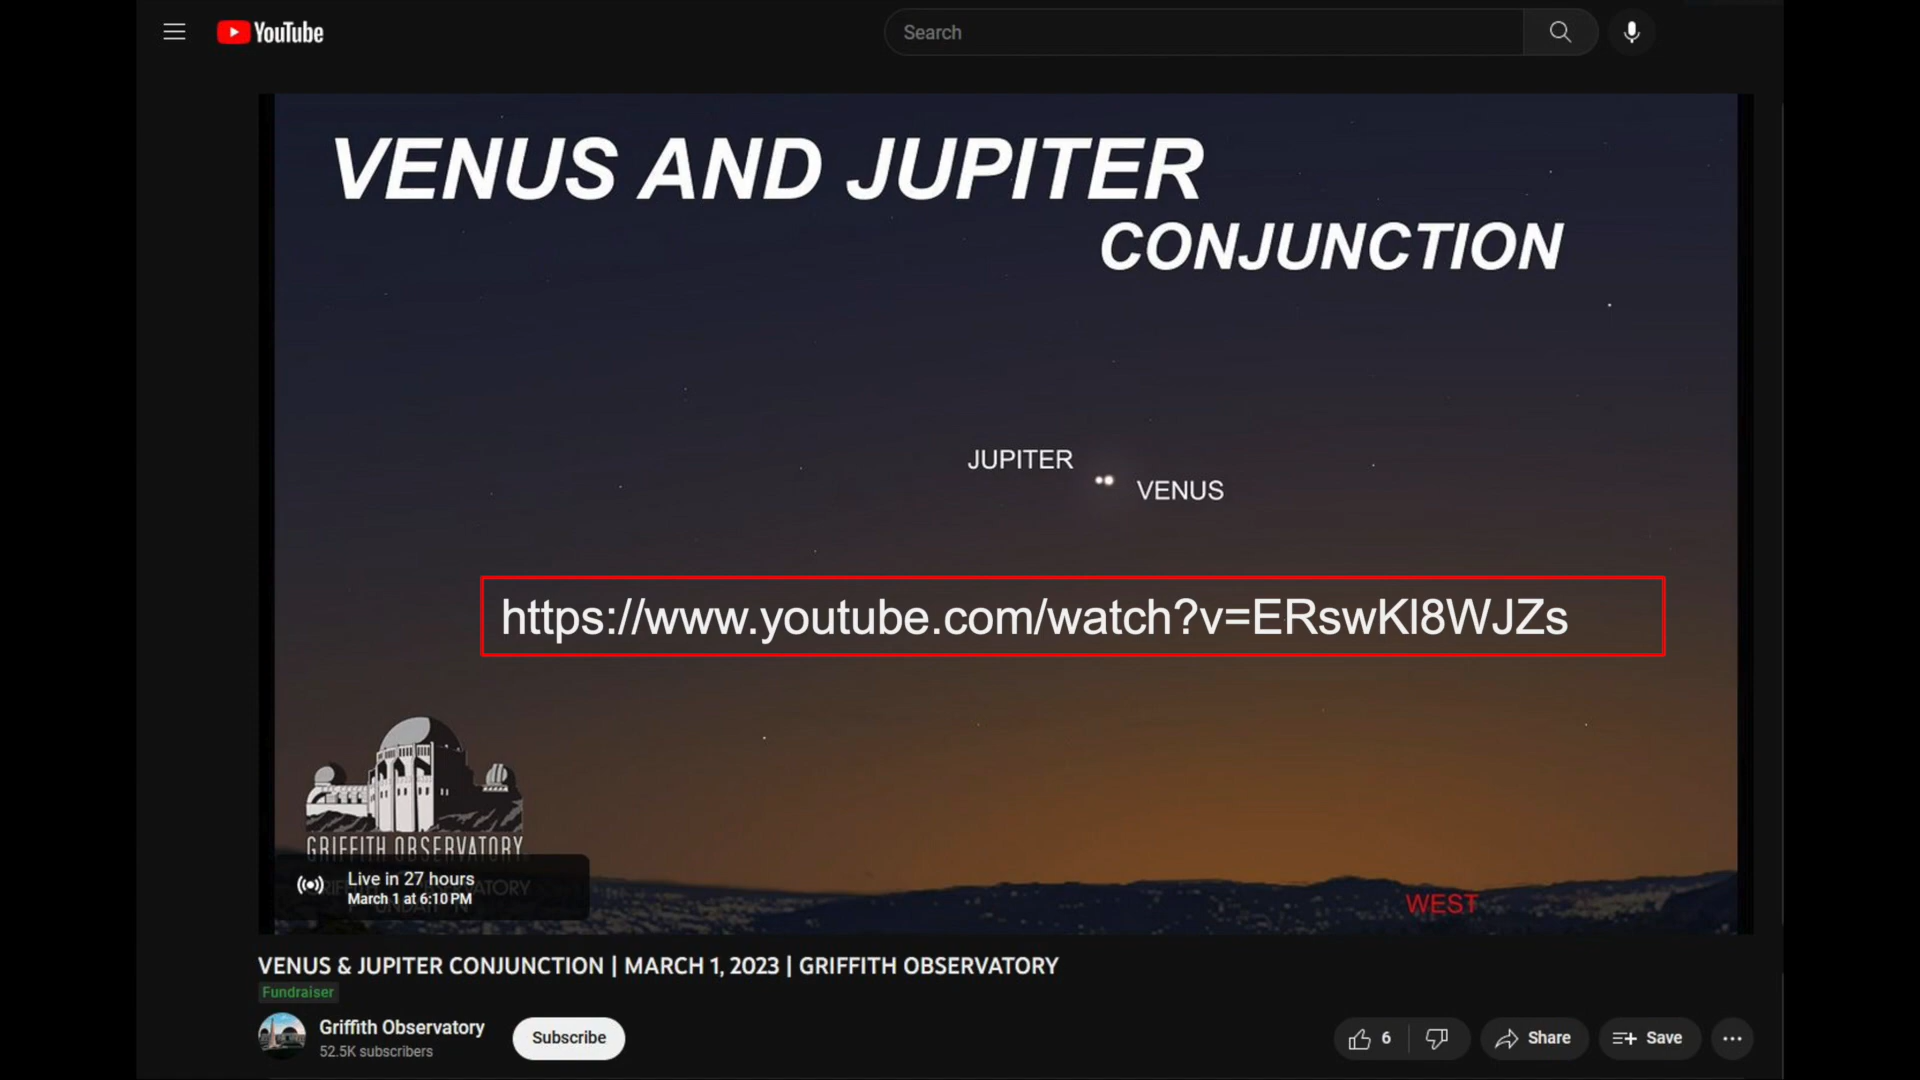 YouTube
Search
VENUS AND JUPITER
CONJUNCTION
JUPITER
VENUS
https://www.youtube.com/watch?v=ERswKl8WJZs
GRIFFITH OBSERVATORY
Live in 27 hours
March 1 at 6:10 PM
WEST
VENUS & JUPITER CONJUNCTION | MARCH 1, 2023 | GRIFFITH OBSERVATORY
Fundraiser
Griffith Observatory
52.5K subscribers
Subscribe
6
Share
Save